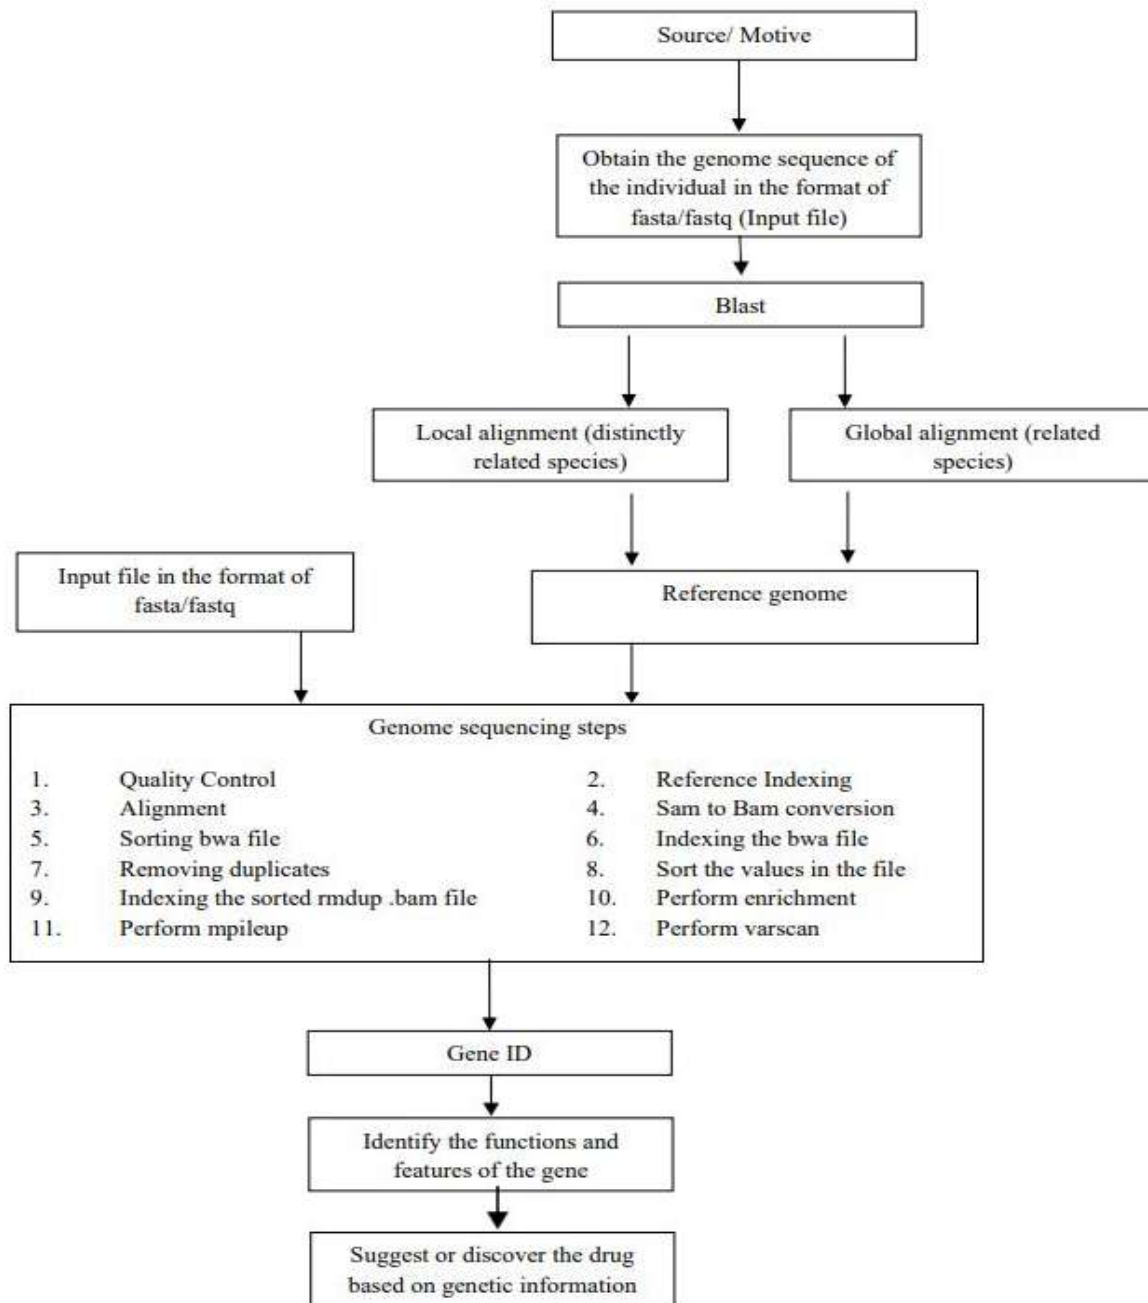 Source/ Motive
Obtain the genome sequence of
the individual in the format of
fasta/fastq (Input file)
Blast
Local alignment (distinctly
related species)
Global alignment (related
species)
Input file in the format of
fasta/fastq
Reference genome
Genome sequencing steps
1. Quality Control
2. Reference Indexing
3. Alignment
4. Sam to Bam conversion
5. Sorting bwa file
6. Indexing the bwa file
7. Removing duplicates
8. Sort the values in the file
9. Indexing the sorted rmdup .bam file
10. Perform enrichment
11. Perform mpileup
12. Perform varscan
Gene ID
Identify the functions and
features of the gene
Suggest or discover the drug
based on genetic information